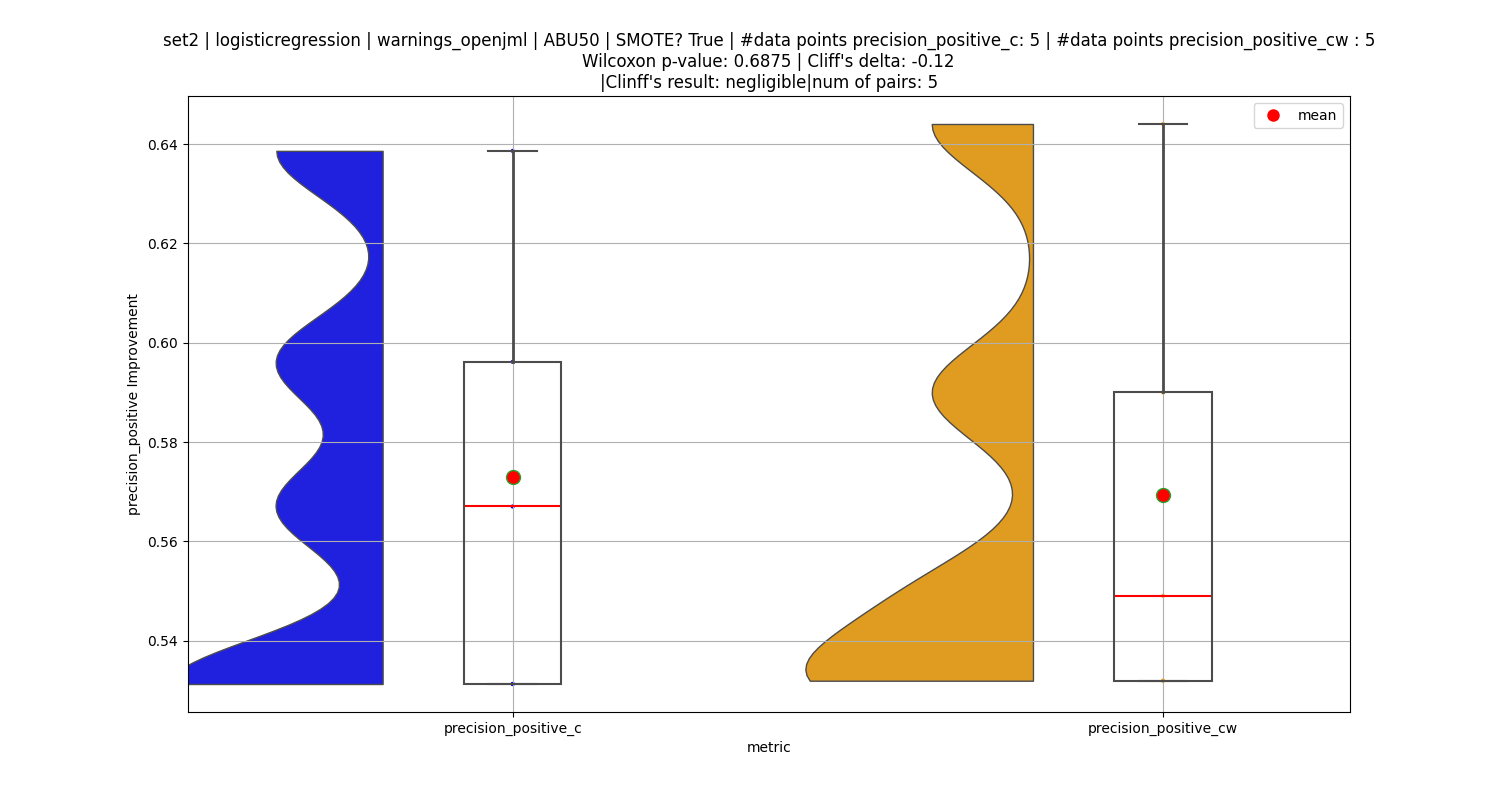 set2 | logisticregression | warnings_openjml | ABU50 | SMOTE? True | #data points precision_positive_c: 5 | #data points precision_positive_cw : 5
Wilcoxon p-value: 0.6875 | Cliff's delta: -0.12
|Clinff's result: negligible|num of pairs: 5
mean
0.64
0.62
0.60
0.58
0.56
0.54
precision_positive Improvement
precision_positive_c
precision_positive_cw
metric